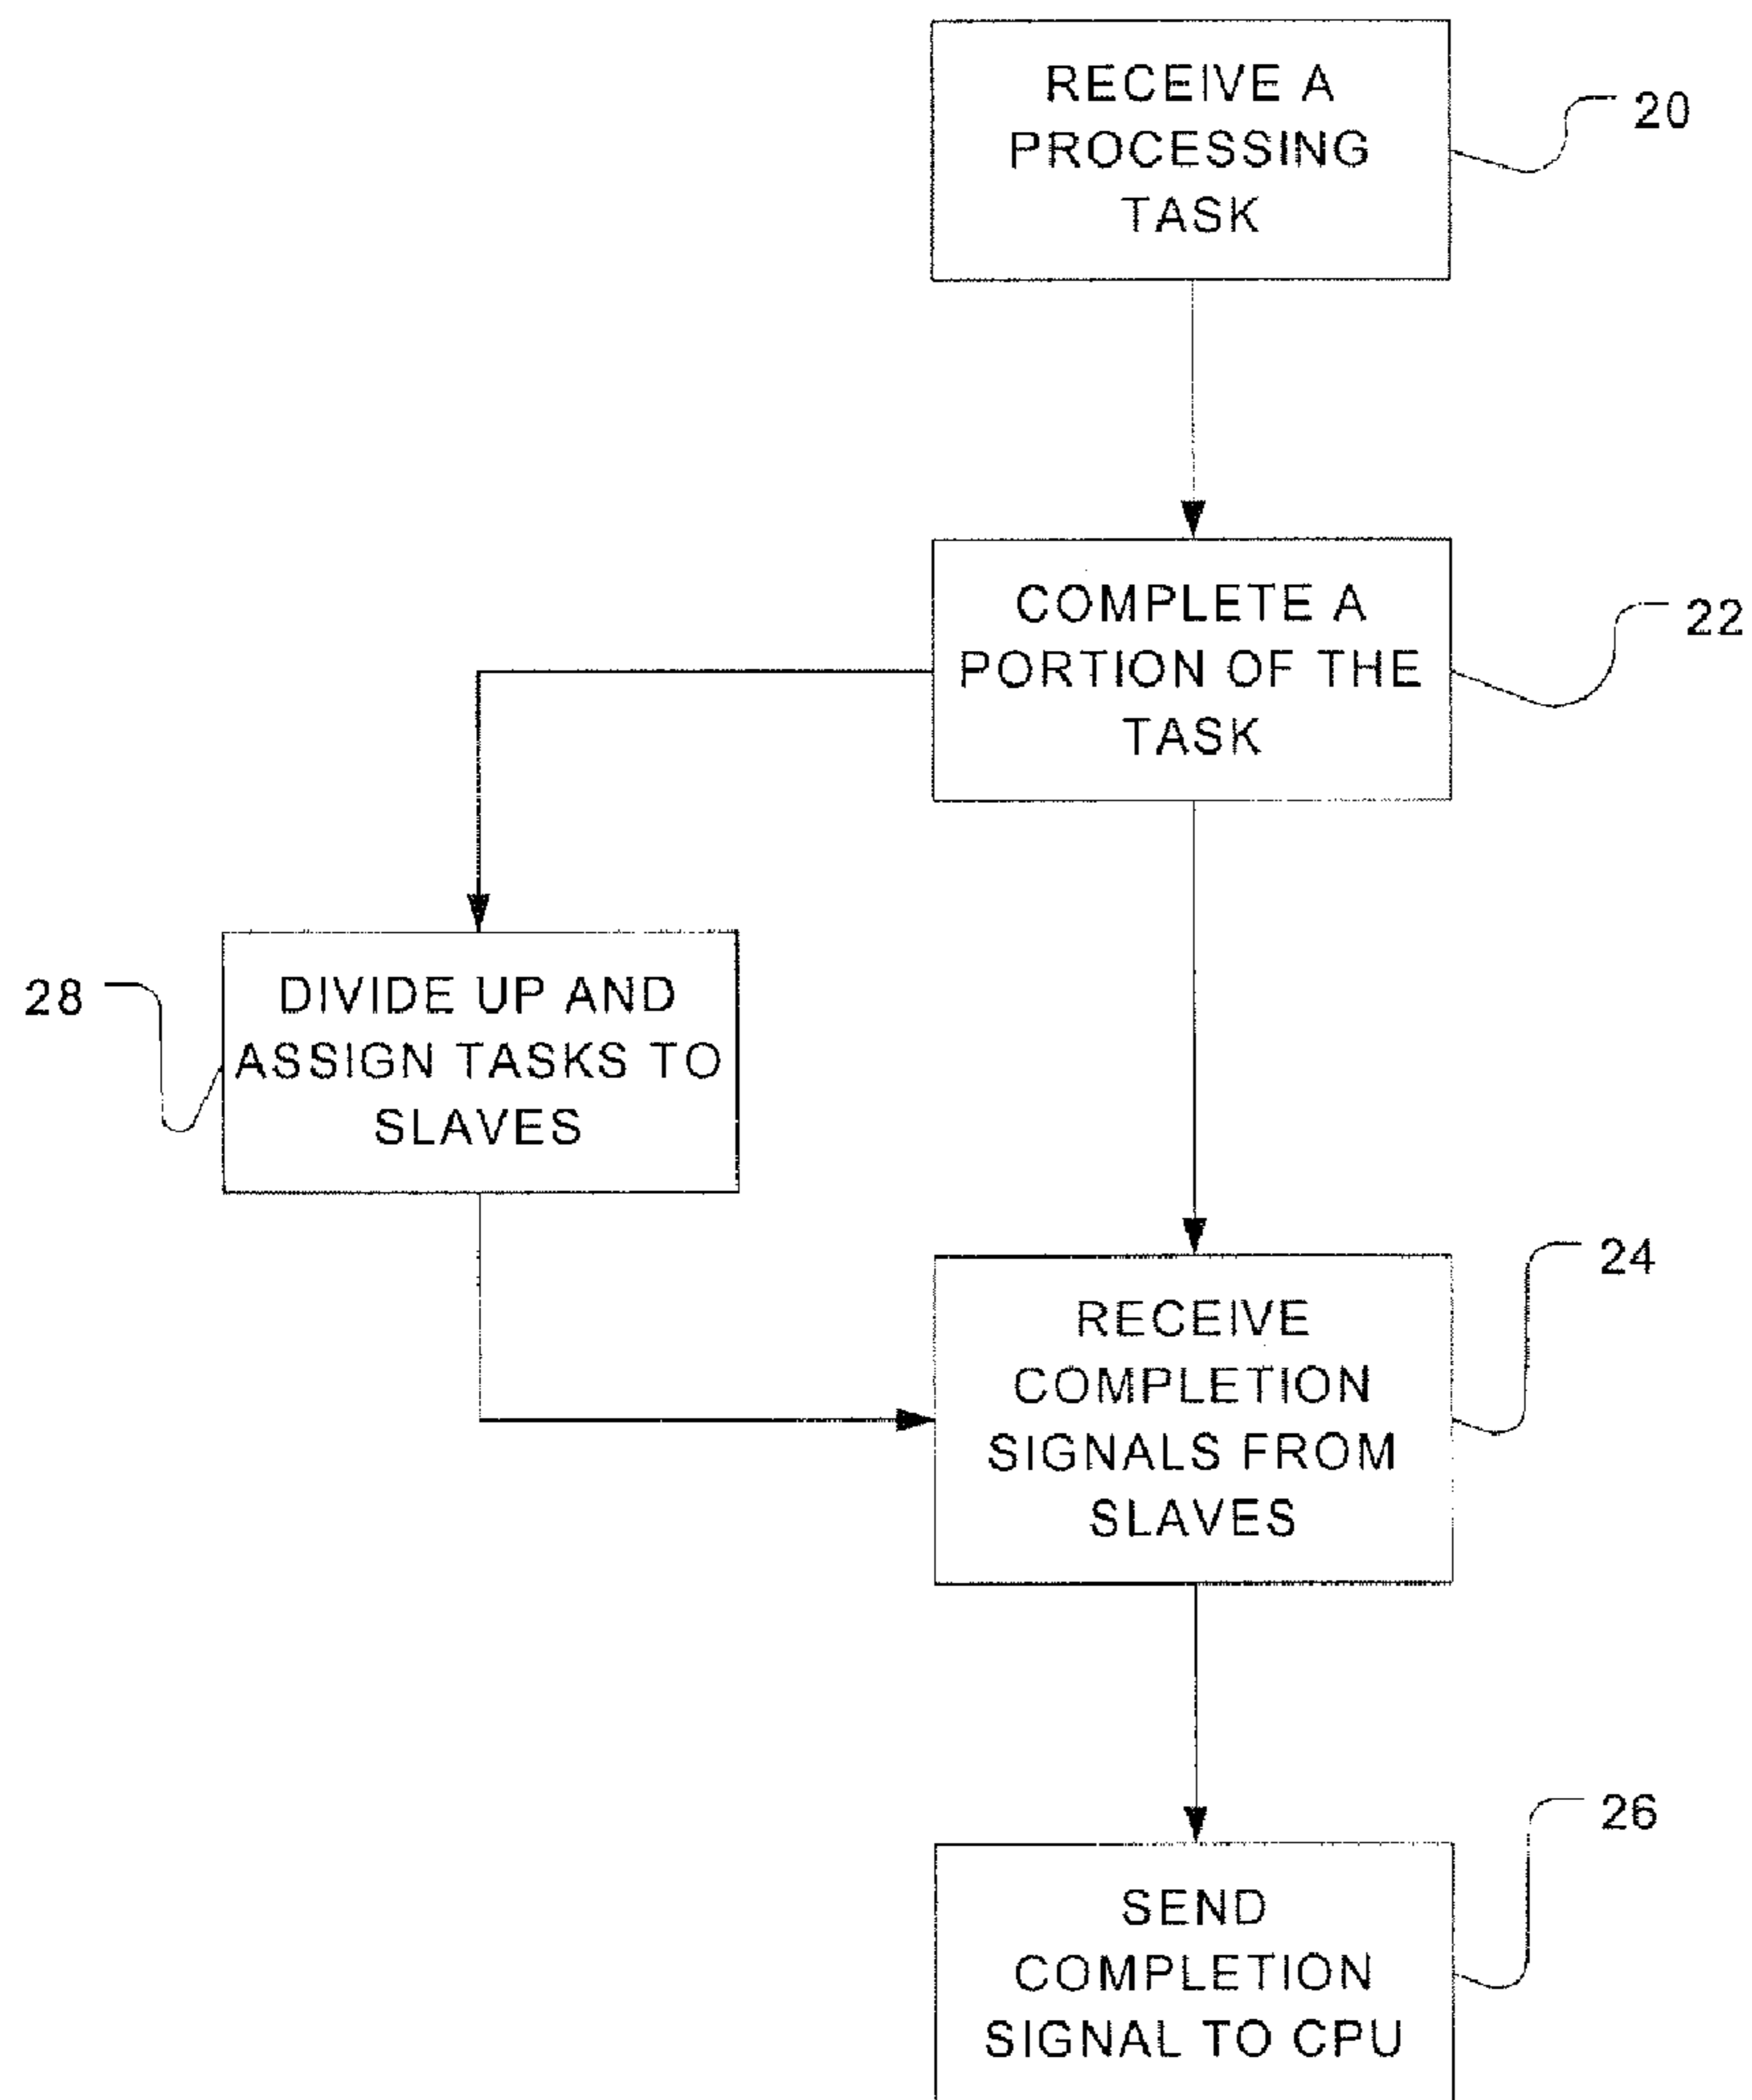 RECEIVE A
PROCESSING
TASK
20
COMPLETE A
PORTION OF THE
TASK
22
28
DIVIDE UP AND
ASSIGN TASKS TO
SLAVES
24
RECEIVE
COMPLETION
SIGNALS FROM
SLAVES
26
SEND
COMPLETION
SIGNAL TO CPU